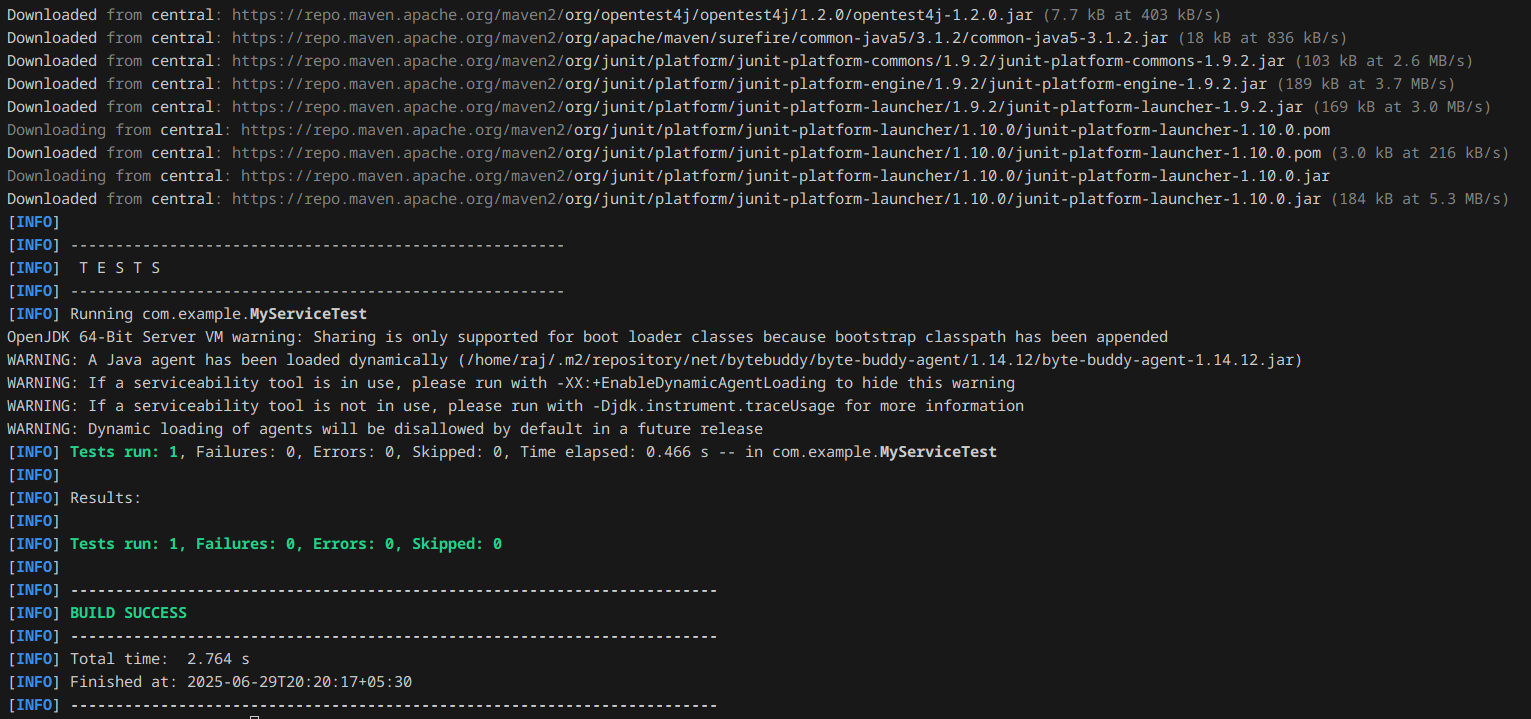 Downloaded from central: https://repo.maven.apache.org/maven2/org/opentest4j/opentest4j/1.2.0/opentest4j-1.2.0.jar (7.7 kB at 403 kB/s)
Downloaded from central: https://repo.maven.apache.org/maven2/org/apache/maven/surefire/common-java5/3.1.2/common-java5-3.1.2.jar (18 kB at 836 kB/s)
Downloaded from central: https://repo.maven.apache.org/maven2/org/junit/platform/junit-platform-commons/1.9.2/junit-platform-commons-1.9.2.jar (103 kB at 2.6 MB/s)
Downloaded from central: https://repo.maven.apache.org/maven2/org/junit/platform/junit-platform-engine/1.9.2/junit-platform-engine-1.9.2.jar (189 kB at 3.7 MB/s)
Downloaded from central: https://repo.maven.apache.org/maven2/org/junit/platform/junit-platform-launcher/1.9.2/junit-platform-launcher-1.9.2.jar (169 kB at 3.0 MB/s)
Downloading from central: https://repo.maven.apache.org/maven2/org/junit/platform/junit-platform-launcher/1.10.0/junit-platform-launcher-1.10.0.pom
Downloaded from central: https://repo.maven.apache.org/maven2/org/junit/platform/junit-platform-launcher/1.10.0/junit-platform-launcher-1.10.0.pom (3.0 kB at 216 kB/s)
Downloading from central: https://repo.maven.apache.org/maven2/org/junit/platform/junit-platform-launcher/1.10.0/junit-platform-launcher-1.10.0.jar
Downloaded from central: https://repo.maven.apache.org/maven2/org/junit/platform/junit-platform-launcher/1.10.0/junit-platform-launcher-1.10.0.jar (184 kB at 5.3 MB/s)
[INFO]
[INFO] -------------------------------------------------------
[INFO]  T E S T S
[INFO] -------------------------------------------------------
[INFO] Running com.example.MyServiceTest
OpenJDK 64-Bit Server VM warning: Sharing is only supported for boot loader classes because bootstrap classpath has been appended
WARNING: A Java agent has been loaded dynamically (/home/raj/.m2/repository/net/bytebuddy/byte-buddy-agent/1.14.12/byte-buddy-agent-1.14.12.jar)
WARNING: If a serviceability tool is in use, please run with -XX:+EnableDynamicAgentLoading to hide this warning
WARNING: If a serviceability tool is not in use, please run with -Djdk.instrument.traceUsage for more information
WARNING: Dynamic loading of agents will be disallowed by default in a future release
[INFO] Tests run: 1, Failures: 0, Errors: 0, Skipped: 0, Time elapsed: 0.466 s -- in com.example.MyServiceTest
[INFO]
[INFO] Results:
[INFO]
[INFO] Tests run: 1, Failures: 0, Errors: 0, Skipped: 0
[INFO]
[INFO] ------------------------------------------------------------------------
[INFO] BUILD SUCCESS
[INFO] ------------------------------------------------------------------------
[INFO] Total time:  2.764 s
[INFO] Finished at: 2025-06-29T20:20:17+05:30
[INFO] ------------------------------------------------------------------------